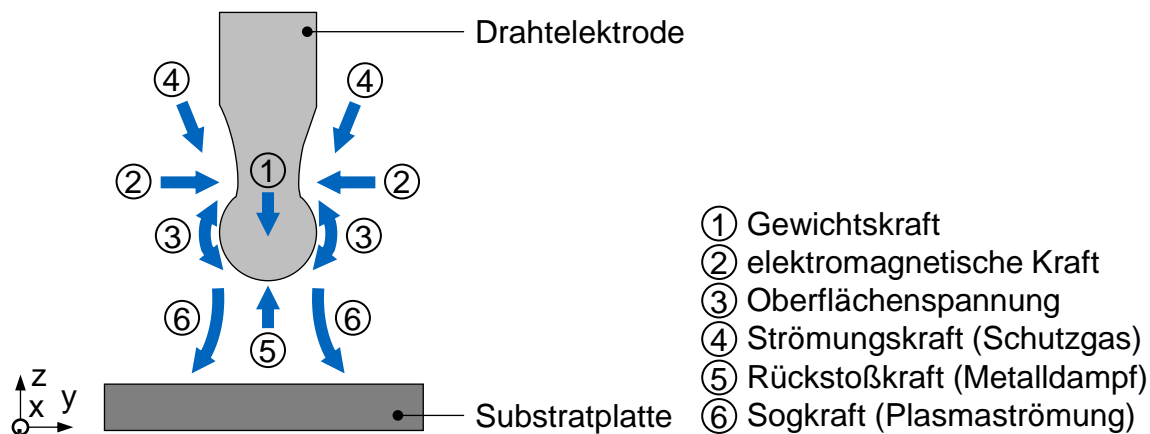 Drahtelektrode
4 4
1
2 2
3 3
6 6
5
1 Gewichtskraft
2 elektromagnetische Kraft
3 Oberflächenspannung
4 Strömungskraft (Schutzgas)
5 Rückstoßkraft (Metalldampf)
6 Sogkraft (Plasmaströmung)
z
x y
Substratplatte